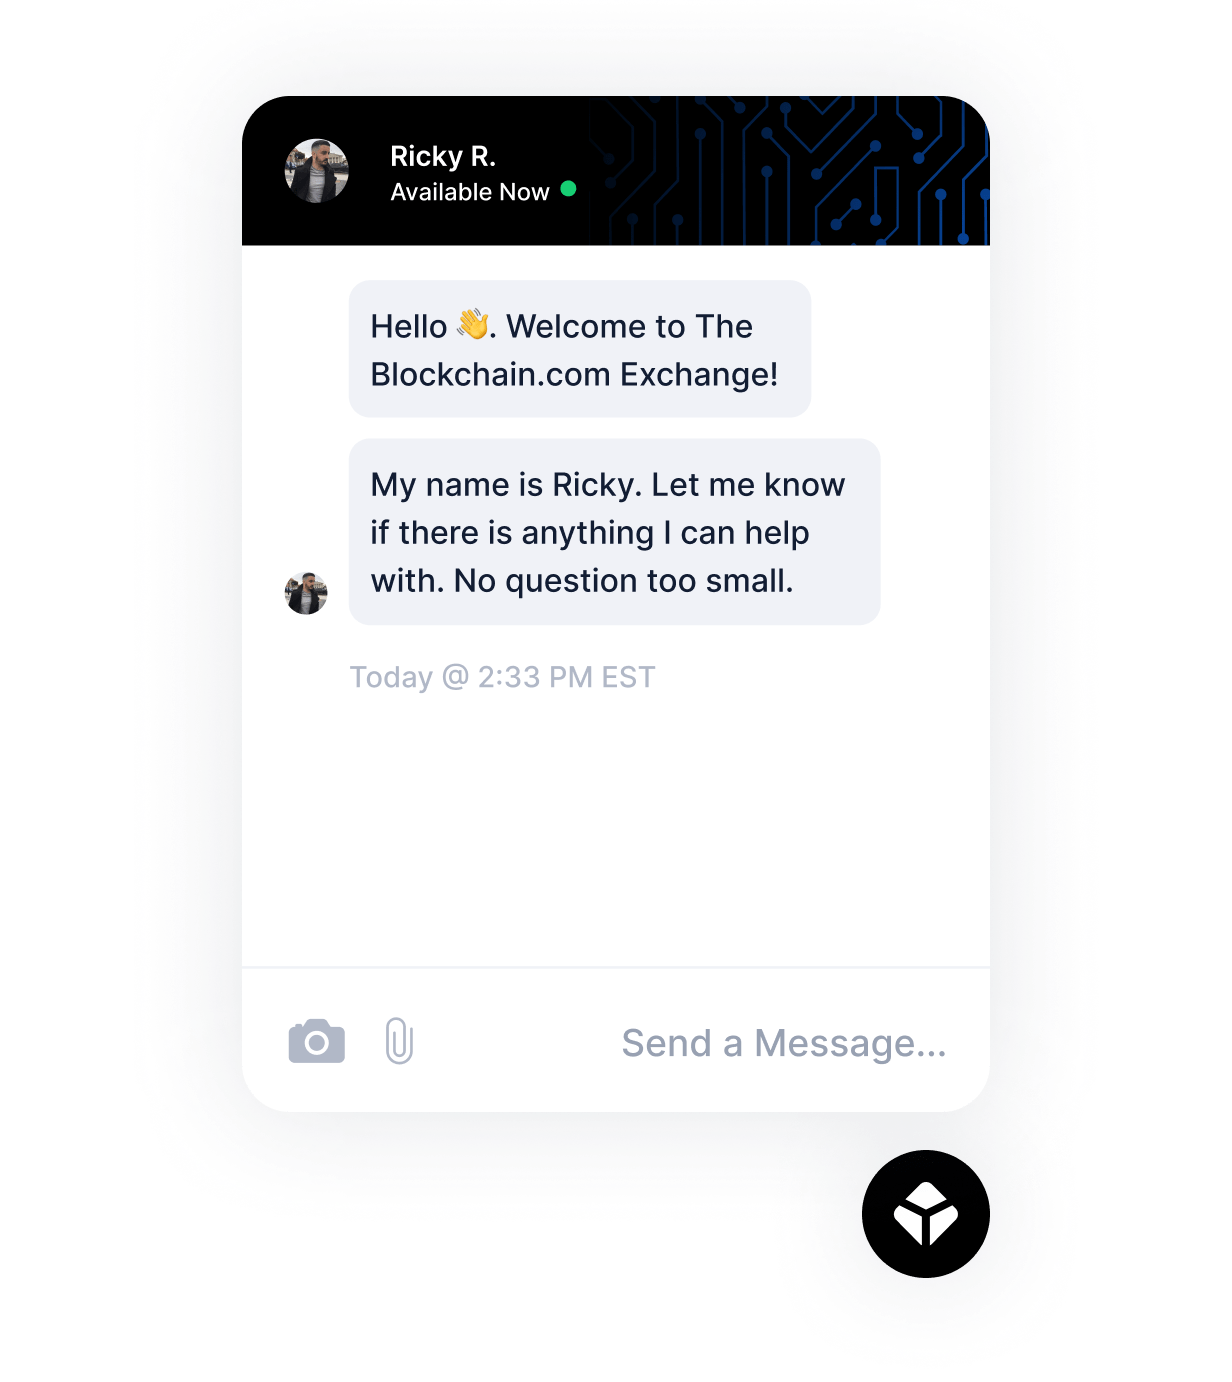 Ricky R.
Available Now
Hello 👋. Welcome to The
Blockchain.com Exchange!
My name is Ricky. Let me know
if there is anything I can help
with. No question too small.
Today @ 2:33 PM EST
Send a Message...